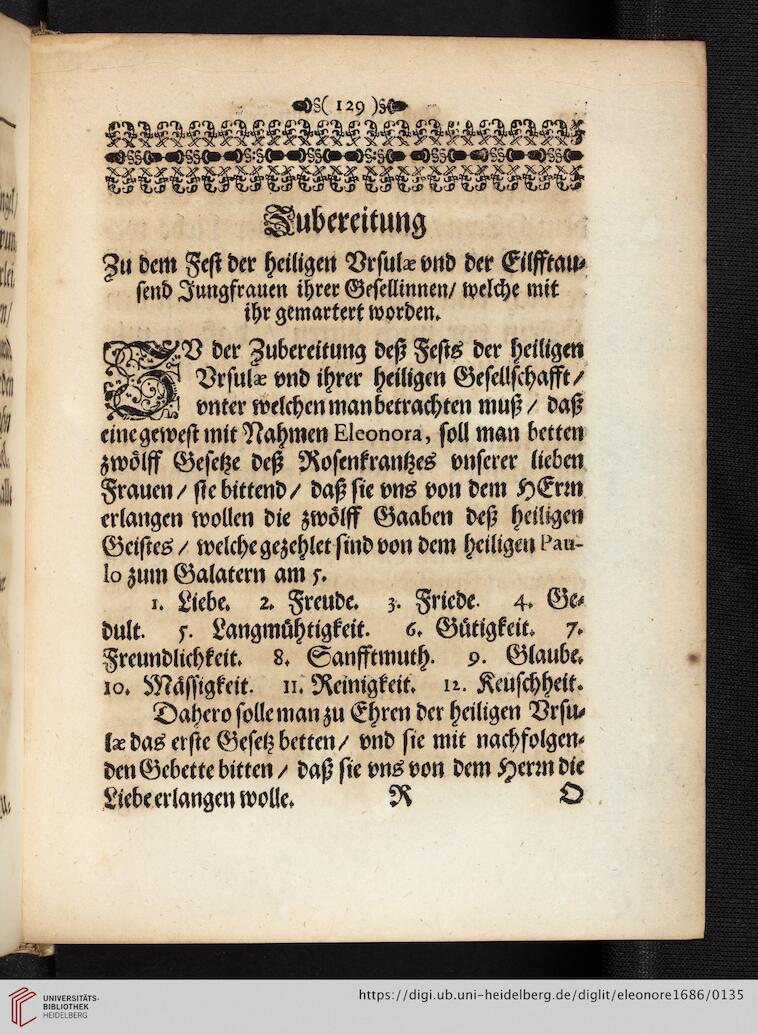 ( 129 )
Zubereitung
Zu dem Fest der heiligen Vrsulæ vnd der Eilfftau-
send Jungfrauen ihrer Gesellinnen/ welche mit
ihr gemartert worden.
ZV der Zubereitung deß Fests der heiligen
Vrsulæ vnd ihrer heiligen Gesellschafft/
vnter welchen man betrachten muß/ daß
eine gewest mit Nahmen Eleonora, soll man betten
zwölff Gesetze deß Rosenkrantzes vnserer lieben
Frauen/ sie bittend/ daß sie vns von dem HErrn
erlangen wollen die zwölff Gaaben deß heiligen
Geistes/ welche gezehlet sind von dem heiligen Pau-
lo zum Galatern am 5.
1. Liebe. 2. Freude. 3. Friede. 4. Ge-
dult. 5. Langmühtigkeit. 6. Gütigkeit. 7.
Freundlichkeit. 8. Sanfftmuth. 9. Glaube.
10. Mässigkeit. 11. Reinigkeit. 12. Keuschheit.
Dahero solle man zu Ehren der heiligen Vrsu-
læ das erste Gesetz betten/ vnd sie mit nachfolgen-
den Gebette bitten/ daß sie vns von dem Herrn die
Liebe erlangen wolle. R O
UNIVERSITÄTS-
BIBLIOTHEK
HEIDELBERG
https://digi.ub.uni-heidelberg.de/diglit/eleonore1686/0135